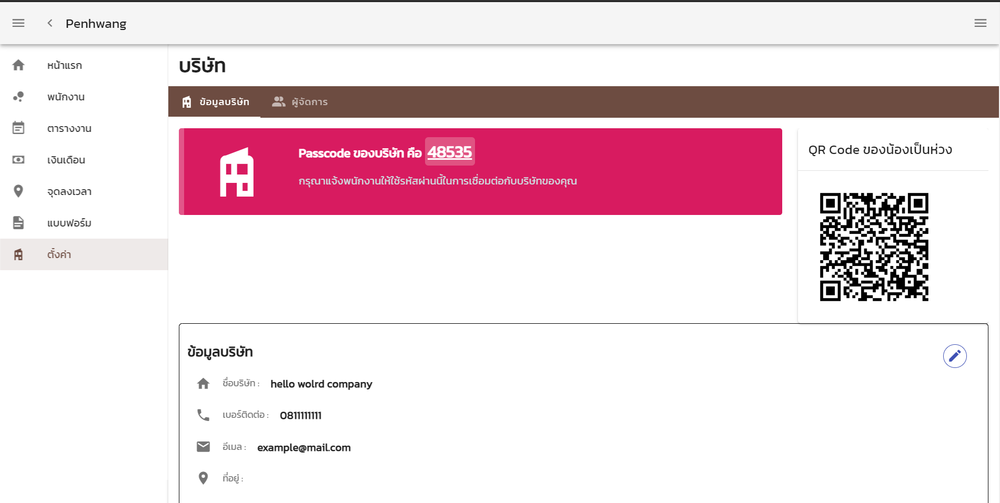 Penhwang
หน้าแรก
พนักงาน
ตารางงาน
เงินเดือน
จุดลงเวลา
แบบฟอร์ม
ตั้งค่า
บริษัท
ข้อมูลบริษัท
ผู้จัดการ
Passcode ของบริษัท คือ 48535
กรุณาแจ้งพนักงานให้ใช้รหัสผ่านนี้ในการเชื่อมต่อกับบริษัทของคุณ
QR Code ของน้องเป็นห่วง
ข้อมูลบริษัท
ชื่อบริษัท : hello wolrd company
เบอร์ติดต่อ : 0811111111
อีเมล : example@mail.com
ที่อยู่ :